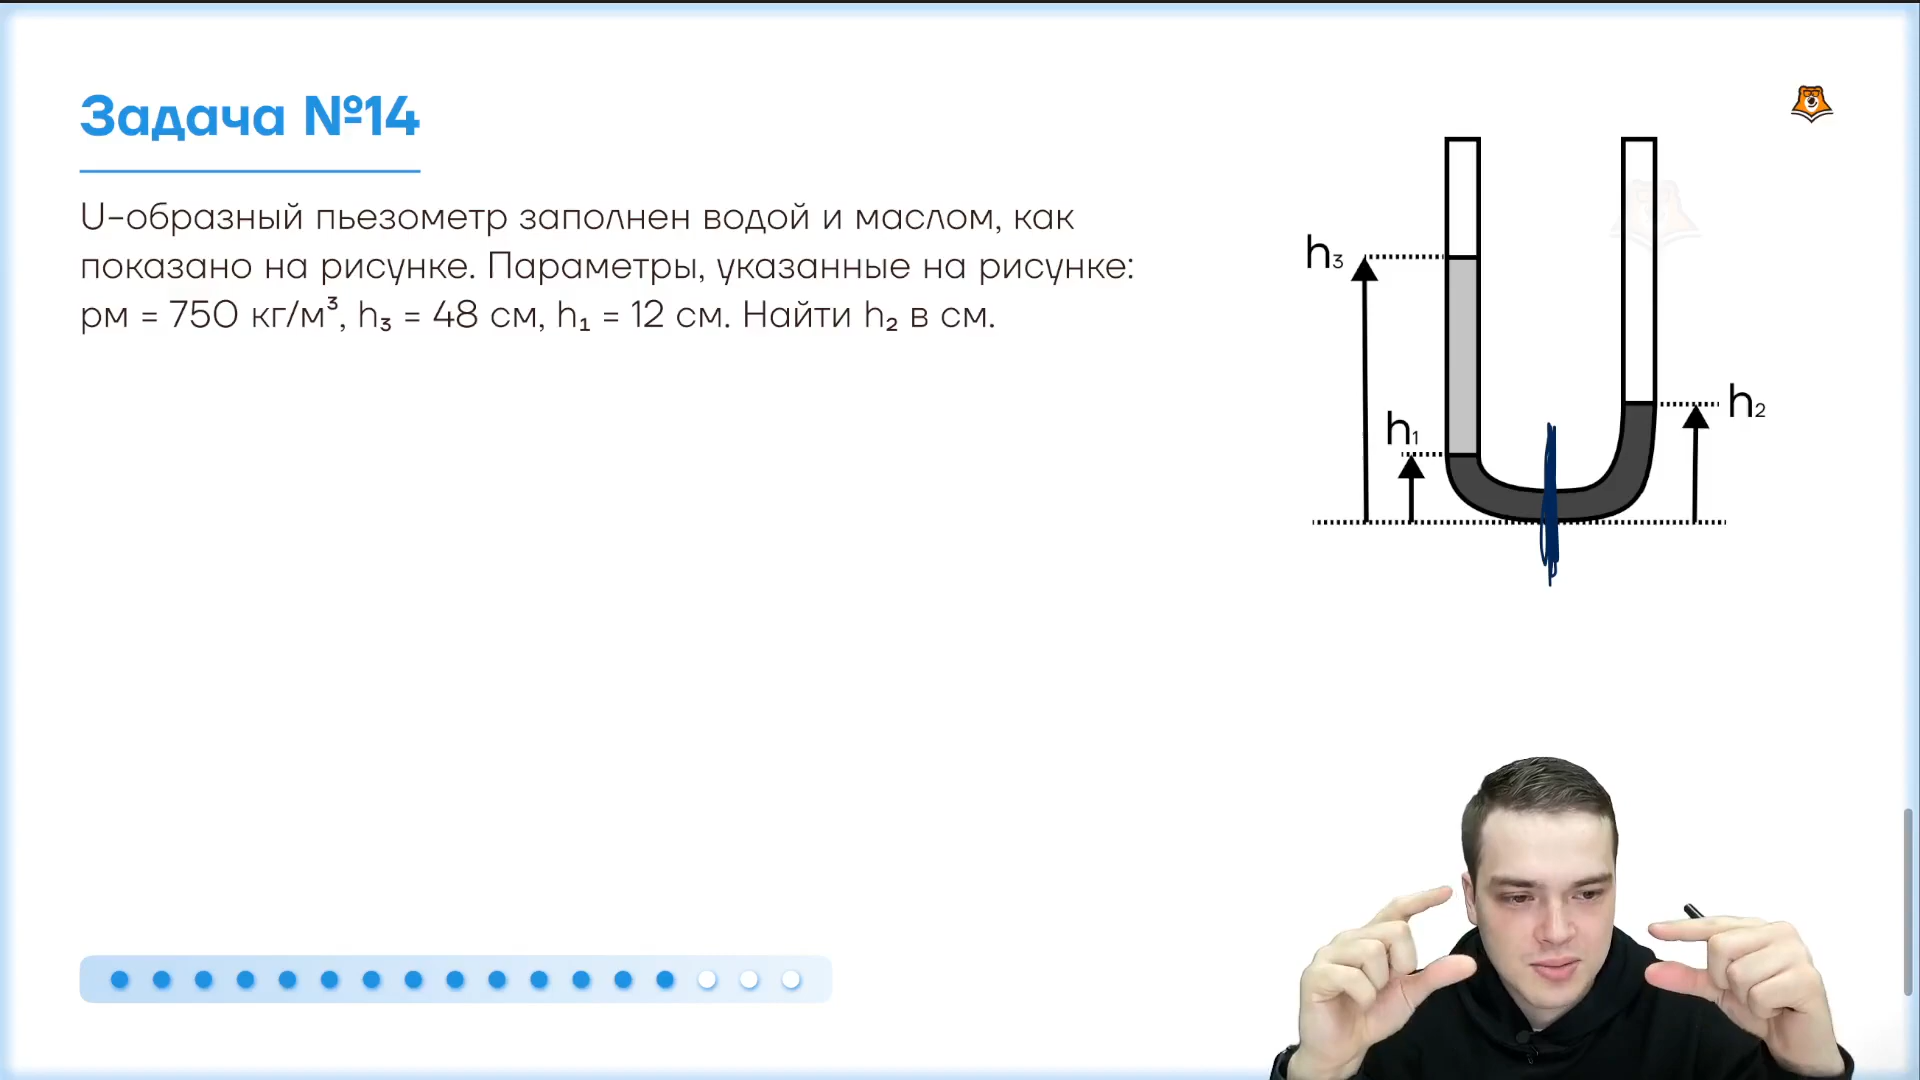 Задача №14
U-образный пьезометр заполнен водой и маслом, как
показано на рисунке. Параметры, указанные на рисунке:
рм = 750 кг/м³, h₃ = 48 см, h₁ = 12 см. Найти h₂ в см.
h₃
h₂
h₁